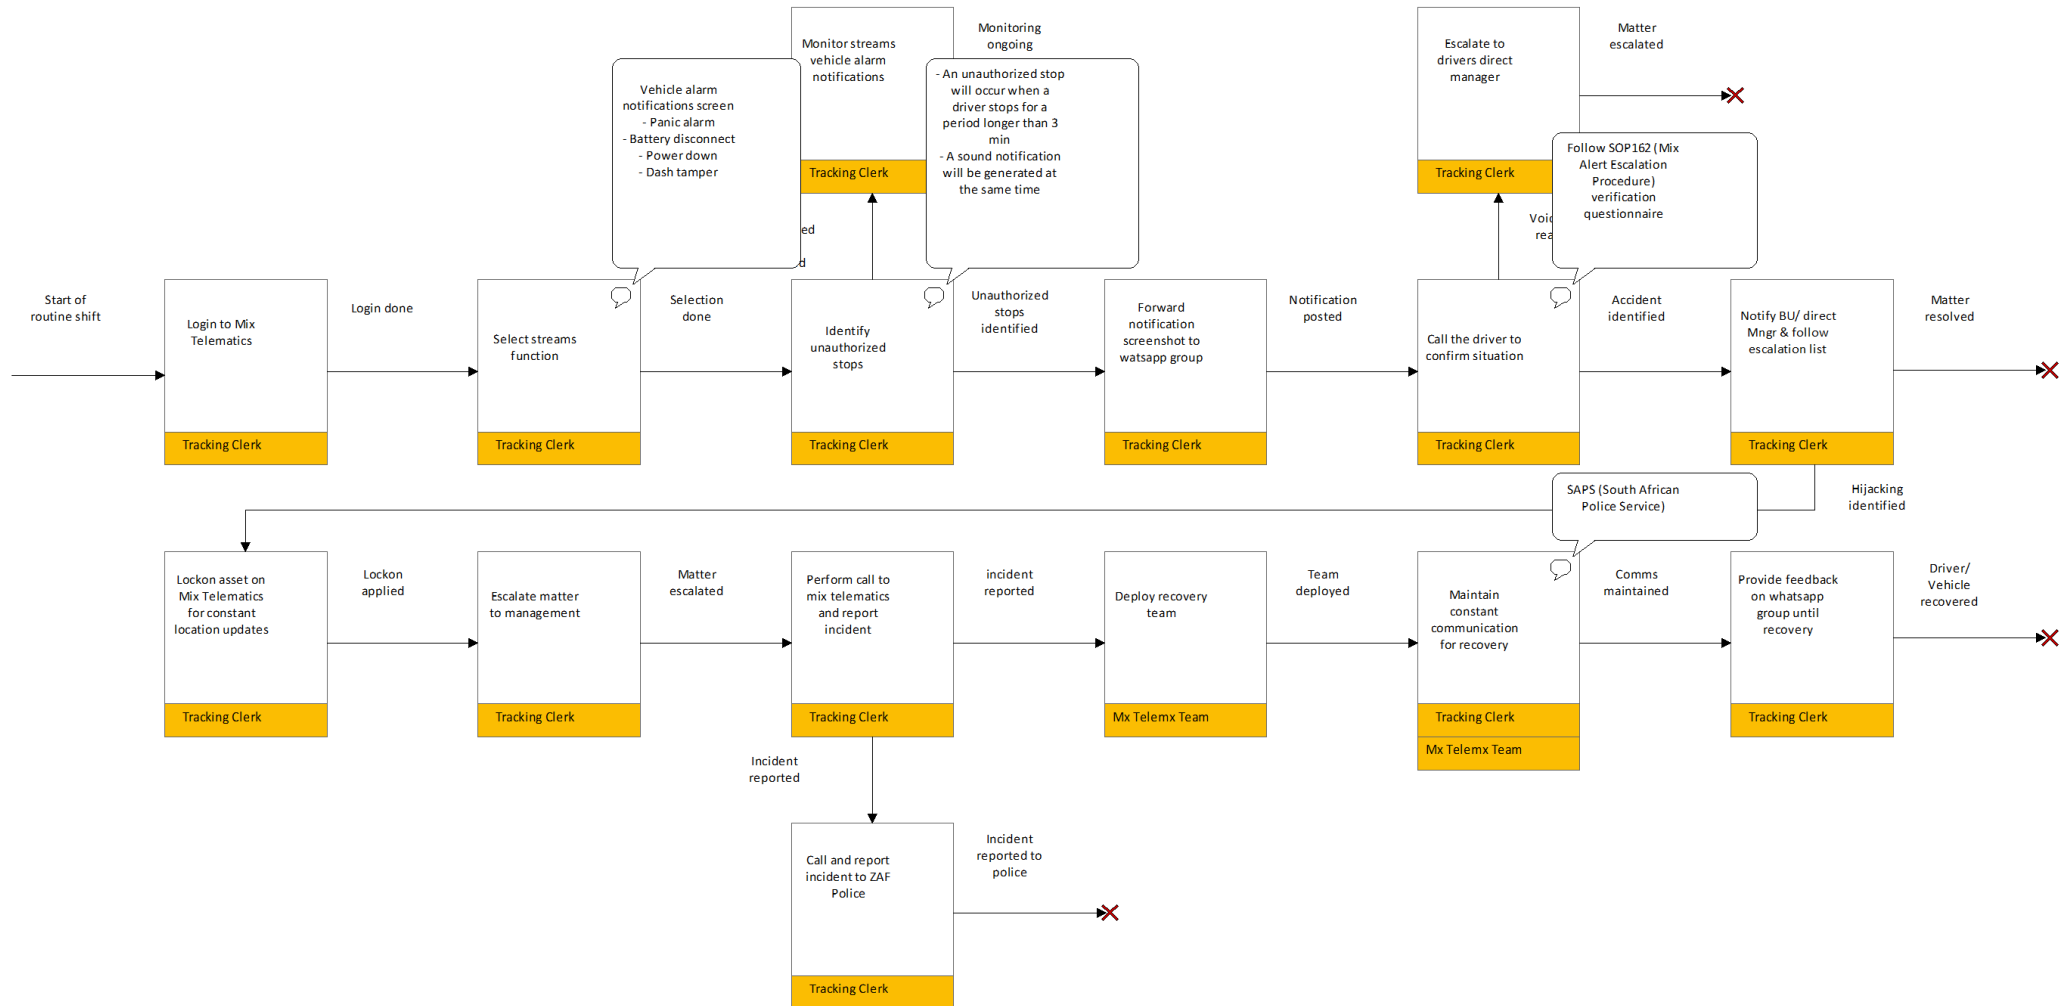 Monitor streams
vehicle alarm
notifications
Tracking Clerk
Monitoring
ongoing
Escalate to
drivers direct
manager
Tracking Clerk
Matter
escalated
Vehicle alarm
notifications screen
- Panic alarm
- Battery disconnect
- Power down
- Dash tamper
- An unauthorized stop
will occur when a
driver stops for a
period longer than 3
min
- A sound notification
will be generated at
the same time
Follow SOP162 (Mix
Alert Escalation
Procedure)
verification
questionnaire
Start of
routine shift
Login to Mix
Telematics
Tracking Clerk
Login done
Select streams
function
Tracking Clerk
Selection
done
Identify
unauthorized
stops
Tracking Clerk
Unauthorized
stops
identified
Forward
notification
screenshot to
watsapp group
Tracking Clerk
Notification
posted
Call the driver to
confirm situation
Tracking Clerk
Accident
identified
Notify BU/ direct
Mngr & follow
escalation list
Tracking Clerk
Matter
resolved
SAPS (South African
Police Service)
Hijacking
identified
Lockon asset on
Mix Telematics
for constant
location updates
Tracking Clerk
Lockon
applied
Escalate matter
to management
Tracking Clerk
Matter
escalated
Perform call to
mix telematics
and report
incident
Tracking Clerk
incident
reported
Deploy recovery
team
Mx Telemx Team
Team
deployed
Maintain
constant
communication
for recovery
Tracking Clerk
Mx Telemx Team
Comms
maintained
Provide feedback
on whatsapp
group until
recovery
Tracking Clerk
Driver/
Vehicle
recovered
Incident
reported
Call and report
incident to ZAF
Police
Tracking Clerk
Incident
reported to
police